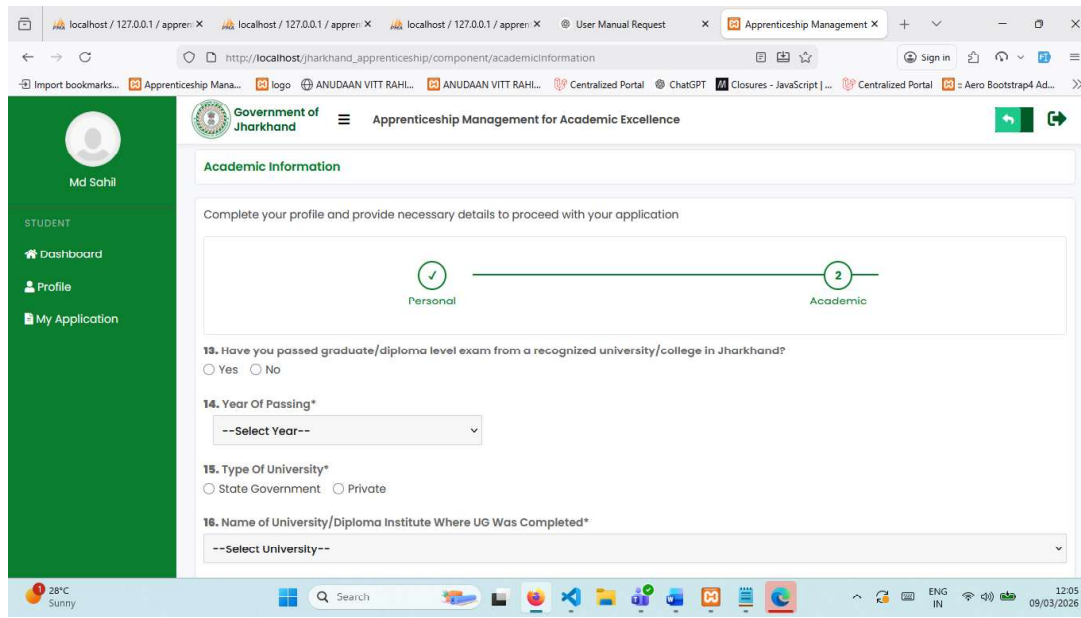 localhost / 127.0.0.1 / appren
localhost / 127.0.0.1 / appren
localhost / 127.0.0.1 / appren
User Manual Request
Apprenticeship Management
http://localhost/jharkhand_apprenticeship/component/academicInformation
Sign in
Import bookmarks...
Apprenticeship Mana...
logo
ANUDAAN VITT RAHI...
ANUDAAN VITT RAHI...
Centralized Portal
ChatGPT
Closures - JavaScript | ...
Centralized Portal
:: Aero Bootstrap4 Ad...
Government of
Jharkhand
Apprenticeship Management for Academic Excellence
Md Sahil
STUDENT
Dashboard
Profile
My Application
Academic Information
Complete your profile and provide necessary details to proceed with your application
2
Personal
Academic
13. Have you passed graduate/diploma level exam from a recognized university/college in Jharkhand?
Yes No
14. Year Of Passing*
--Select Year--
15. Type Of University*
State Government Private
16. Name of University/Diploma Institute Where UG Was Completed*
--Select University--
1
28°C
Sunny
Search
ENG
IN
12:05
09/03/2026